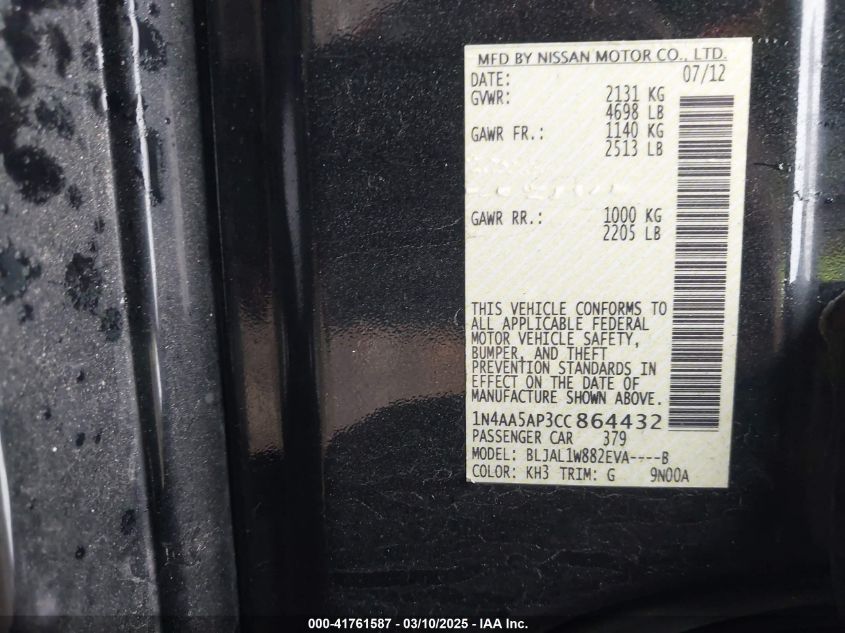 MFD BY NISSAN MOTOR CO., LTD.
DATE: 07/12
GVWR: 2131 KG
4698 LB
GAWR FR.: 1140 KG
2513 LB
GAWR RR.: 1000 KG
2205 LB
THIS VEHICLE CONFORMS TO
ALL APPLICABLE FEDERAL
MOTOR VEHICLE SAFETY,
BUMPER, AND THEFT
PREVENTION STANDARDS IN
EFFECT ON THE DATE OF
MANUFACTURE SHOWN ABOVE.
1N4AA5AP3CC864432
PASSENGER CAR 379
MODEL: BLJAL1W882EVA----B
COLOR: KH3 TRIM: G 9N00A
000-41761587 - 03/10/2025 - IAA Inc.